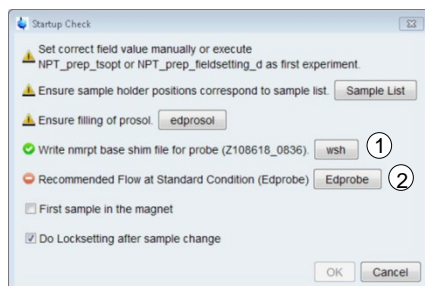 Startup Check
Set correct field value manually or execute
NPT_prep_tsopt or NPT_prep_fieldsetting_d as first experiment.
Ensure sample holder positions correspond to sample list. Sample List
Ensure filling of prosol. edprosol
Write nmrpt base shim file for probe (Z108618_0836). wsh 1
Recommended Flow at Standard Condition (Edprobe) Edprobe 2
First sample in the magnet
Do Locksetting after sample change
OK Cancel